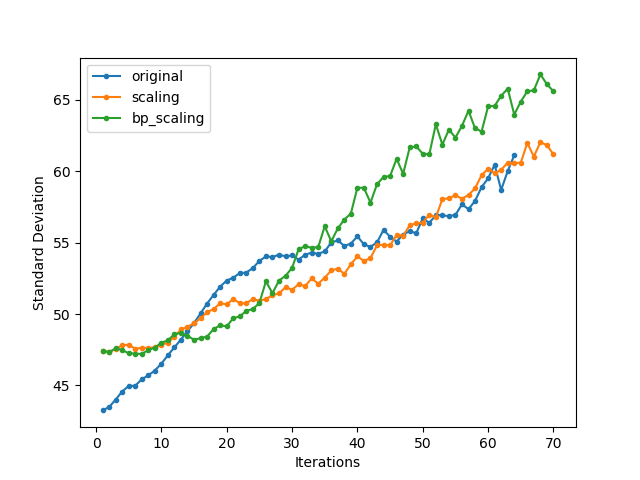 original
scaling
bp_scaling
65
60
55
50
45
Standard Deviation
0 10 20 30 40 50 60 70
Iterations